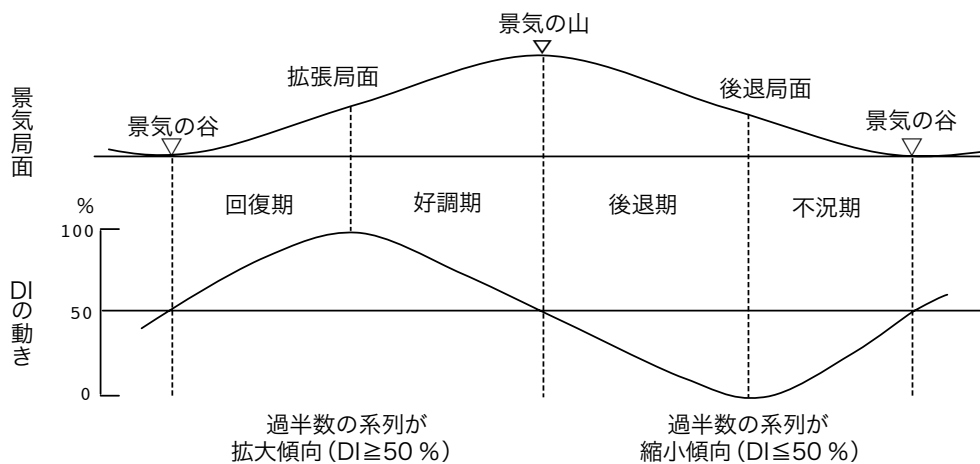 景気の山
拡張局面
後退局面
景気の谷
景気の谷
景気局面
回復期
好調期
後退期
不況期
%
100
50
0
DIの動き
過半数の系列が
拡大傾向(DI≧50 %)
過半数の系列が
縮小傾向(DI≦50 %)